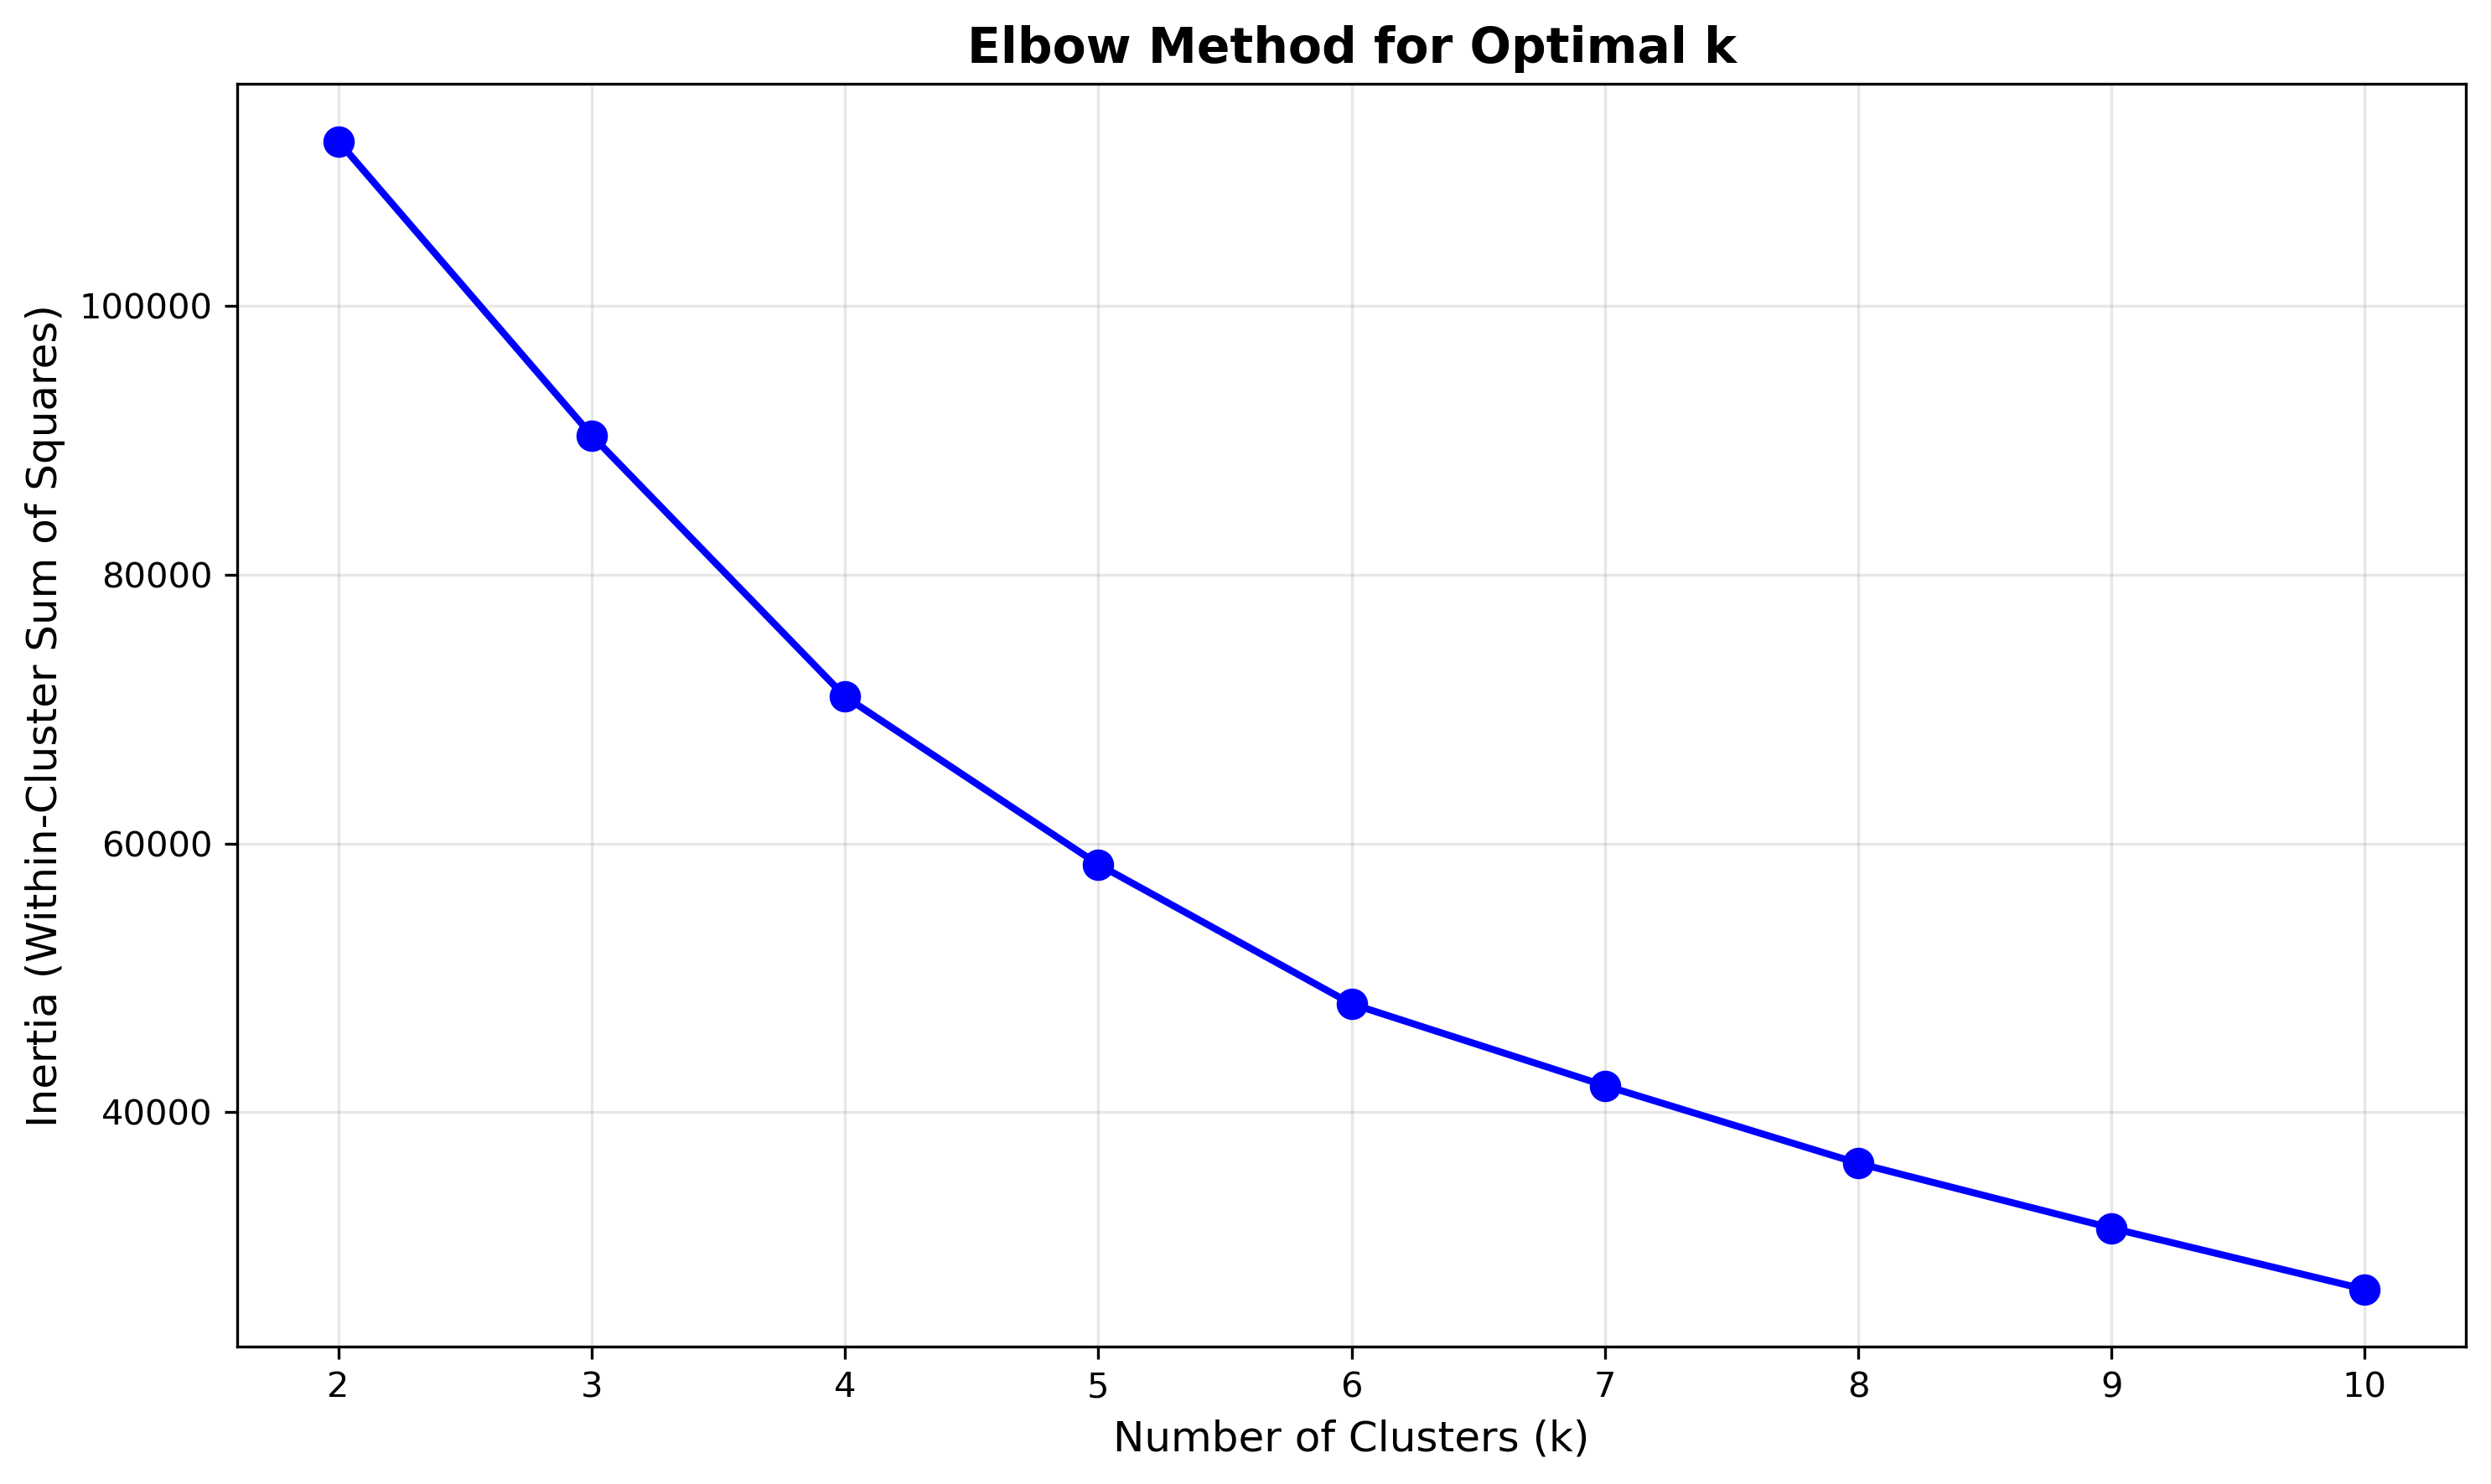 Elbow Method for Optimal k
Inertia (Within-Cluster Sum of Squares)
100000
80000
60000
40000
2 3 4 5 6 7 8 9 10
Number of Clusters (k)